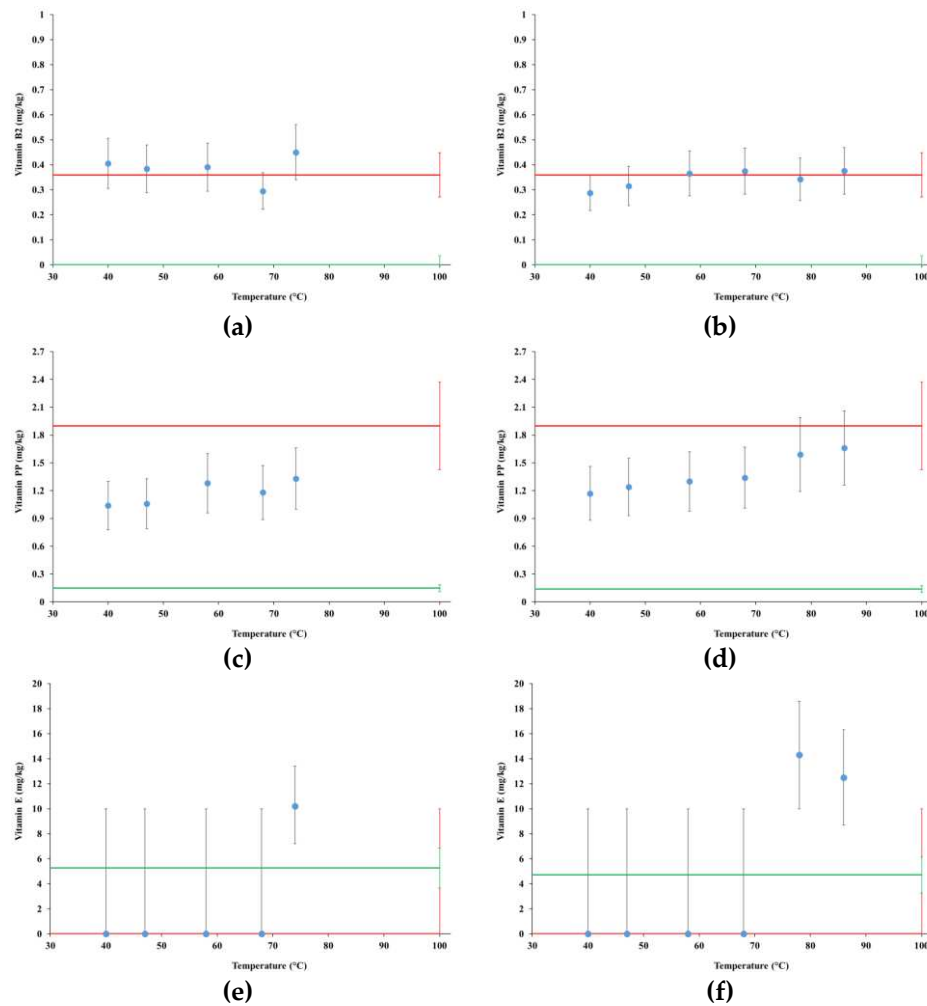 Vitamin B2 (mg/kg)
1
0.9
0.8
0.7
0.6
0.5
0.4
0.3
0.2
0.1
0
30 40 50 60 70 80 90 100
Temperature (°C)
(a)
Vitamin B2 (mg/kg)
1
0.9
0.8
0.7
0.6
0.5
0.4
0.3
0.2
0.1
0
30 40 50 60 70 80 90 100
Temperature (°C)
(b)
Vitamin PP (mg/kg)
2.7
2.4
2.1
1.8
1.5
1.2
0.9
0.6
0.3
0
30 40 50 60 70 80 90 100
Temperature (°C)
(c)
Vitamin PP (mg/kg)
2.7
2.4
2.1
1.8
1.5
1.2
0.9
0.6
0.3
0
30 40 50 60 70 80 90 100
Temperature (°C)
(d)
Vitamin E (mg/kg)
20
18
16
14
12
10
8
6
4
2
0
30 40 50 60 70 80 90 100
Temperature (°C)
(e)
Vitamin E (mg/kg)
20
18
16
14
12
10
8
6
4
2
0
30 40 50 60 70 80 90 100
Temperature (°C)
(f)